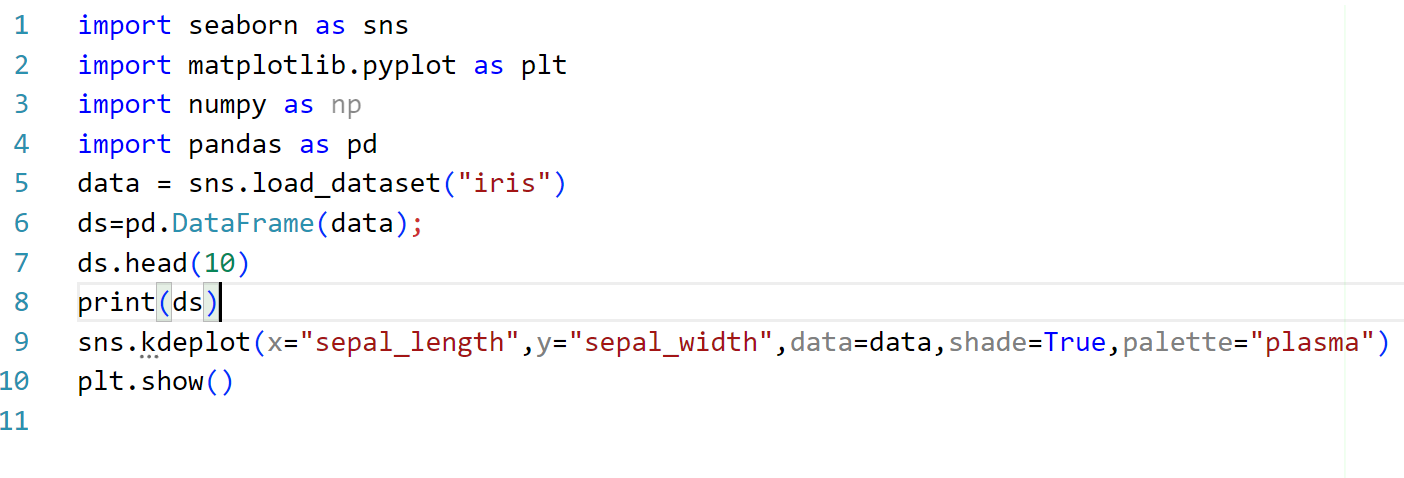 1 import seaborn as sns
2 import matplotlib.pyplot as plt
3 import numpy as np
4 import pandas as pd
5 data = sns.load_dataset("iris")
6 ds=pd.DataFrame(data);
7 ds.head(10)
8 print(ds)
9 sns.kdeplot(x="sepal_length",y="sepal_width",data=data,shade=True,palette="plasma")
10 plt.show()
11